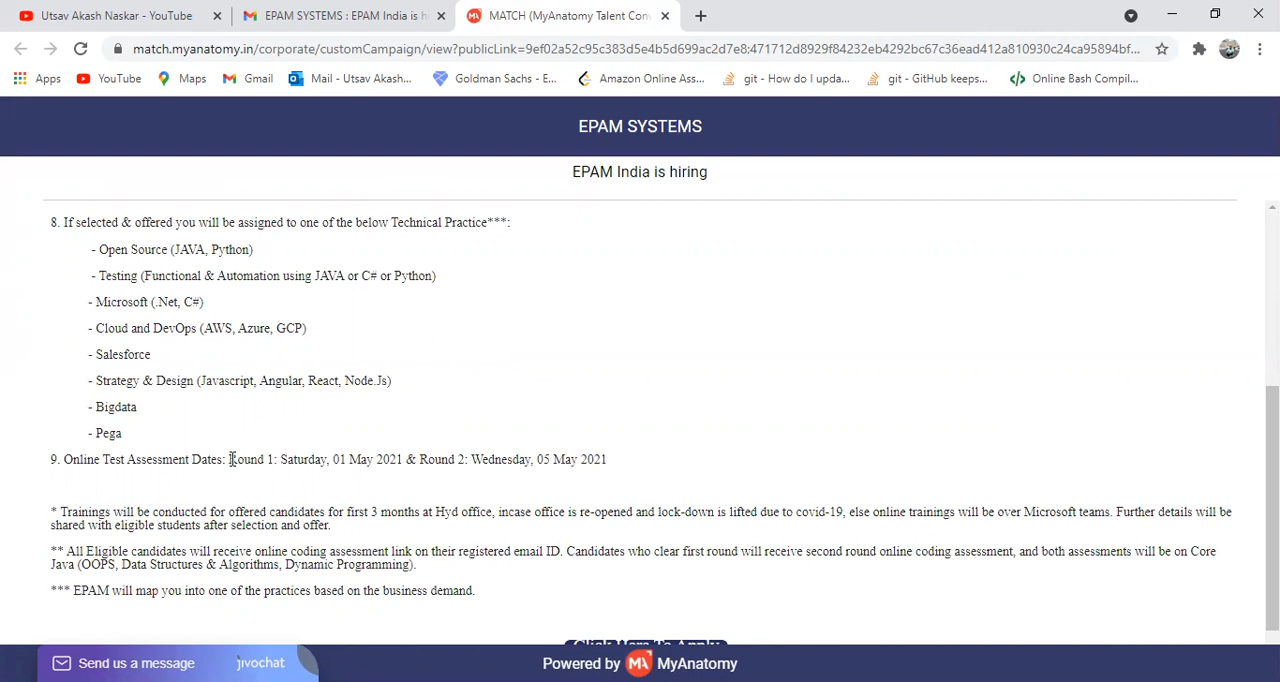 Utsav Akash Naskar - YouTube
EPAM SYSTEMS : EPAM India is h
MATCH (MyAnatomy Talent Con
match.myanatomy.in/corporate/customCampaign/view?publicLink=9ef02a52c95c383d5e4b5d699ac2d7e8;471712d8929f84232eb4292bc67c36ead412a810930c24ca95894bf...
Apps
YouTube
Maps
Gmail
Mail - Utsav Akash...
Goldman Sachs - E...
Amazon Online Ass...
git - How do I upda...
git - GitHub keeps...
Online Bash Compil...
EPAM SYSTEMS
EPAM India is hiring
8. If selected & offered you will be assigned to one of the below Technical Practice***:
- Open Source (JAVA, Python)
- Testing (Functional & Automation using JAVA or C# or Python)
- Microsoft (.Net, C#)
- Cloud and DevOps (AWS, Azure, GCP)
- Salesforce
- Strategy & Design (Javascript, Angular, React, Node.Js)
- Bigdata
- Pega
9. Online Test Assessment Dates: Round 1: Saturday, 01 May 2021 & Round 2: Wednesday, 05 May 2021
* Trainings will be conducted for offered candidates for first 3 months at Hyd office, incase office is re-opened and lock-down is lifted due to covid-19, else online trainings will be over Microsoft teams. Further details will be
shared with eligible students after selection and offer.
** All Eligible candidates will receive online coding assessment link on their registered email ID. Candidates who clear first round will receive second round online coding assessment, and both assessments will be on Core
Java (OOPS, Data Structures & Algorithms, Dynamic Programming).
*** EPAM will map you into one of the practices based on the business demand.
Click Here To Apply
Send us a message
jivochat
Powered by MA MyAnatomy